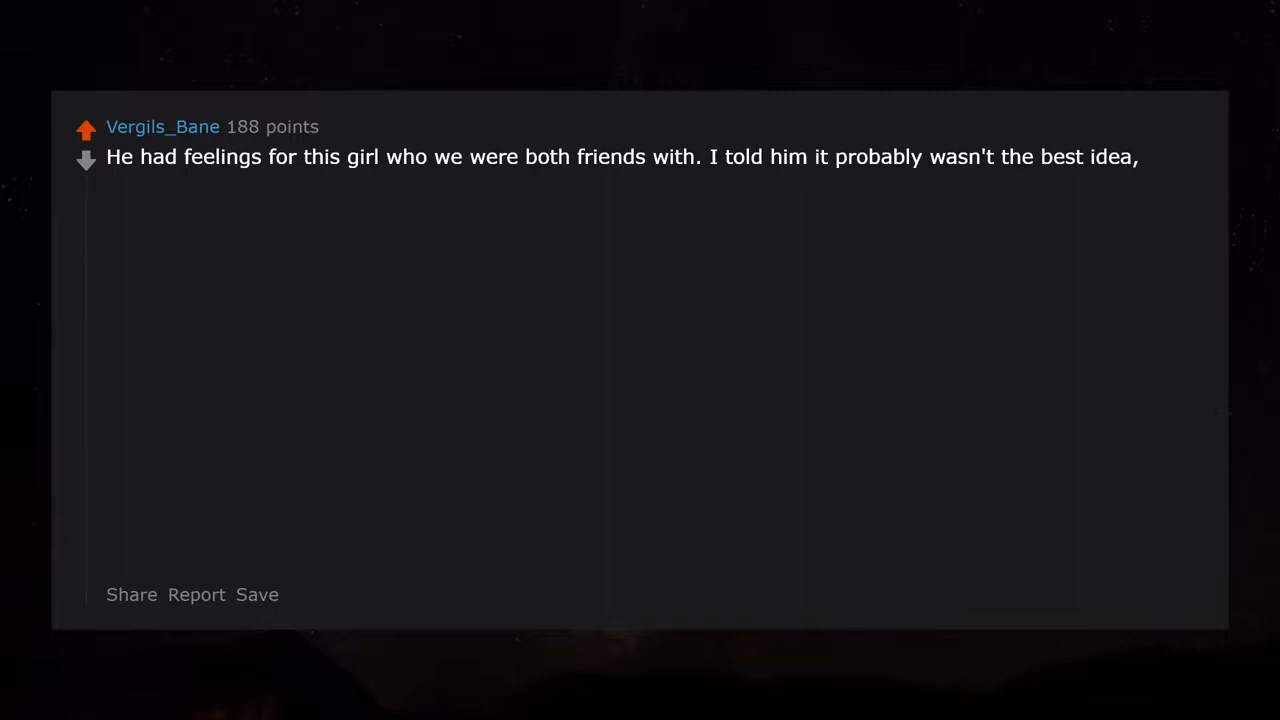 Vergils_Bane 188 points
He had feelings for this girl who we were both friends with. I told him it probably wasn't the best idea,
Share Report Save